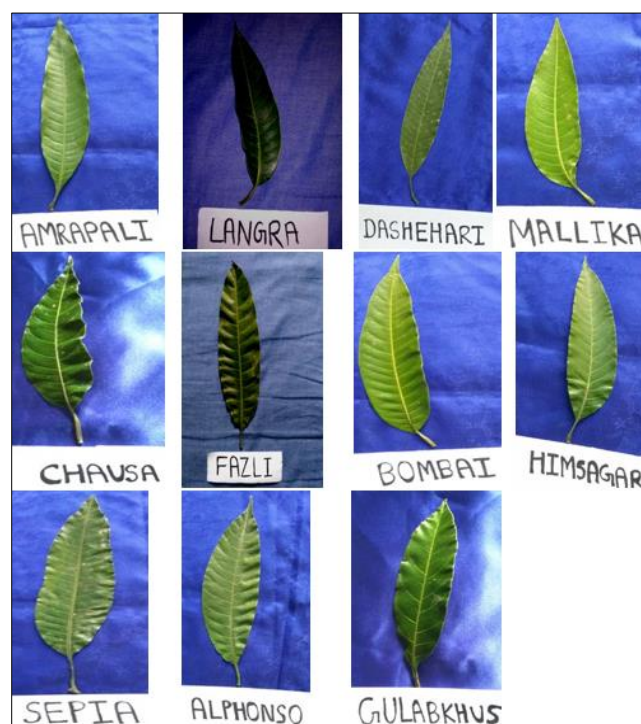 AMRAPALI
LANGRA
DASHEHARI
MALLIKA
CHAUSA
FAZLI
BOMBAI
HIMSAGAR
SEPIA
ALPHONSO
GULABKHUS